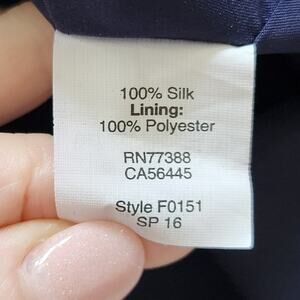 100% Silk
Lining:
100% Polyester
RN77388
CA56445
Style F0151
SP 16